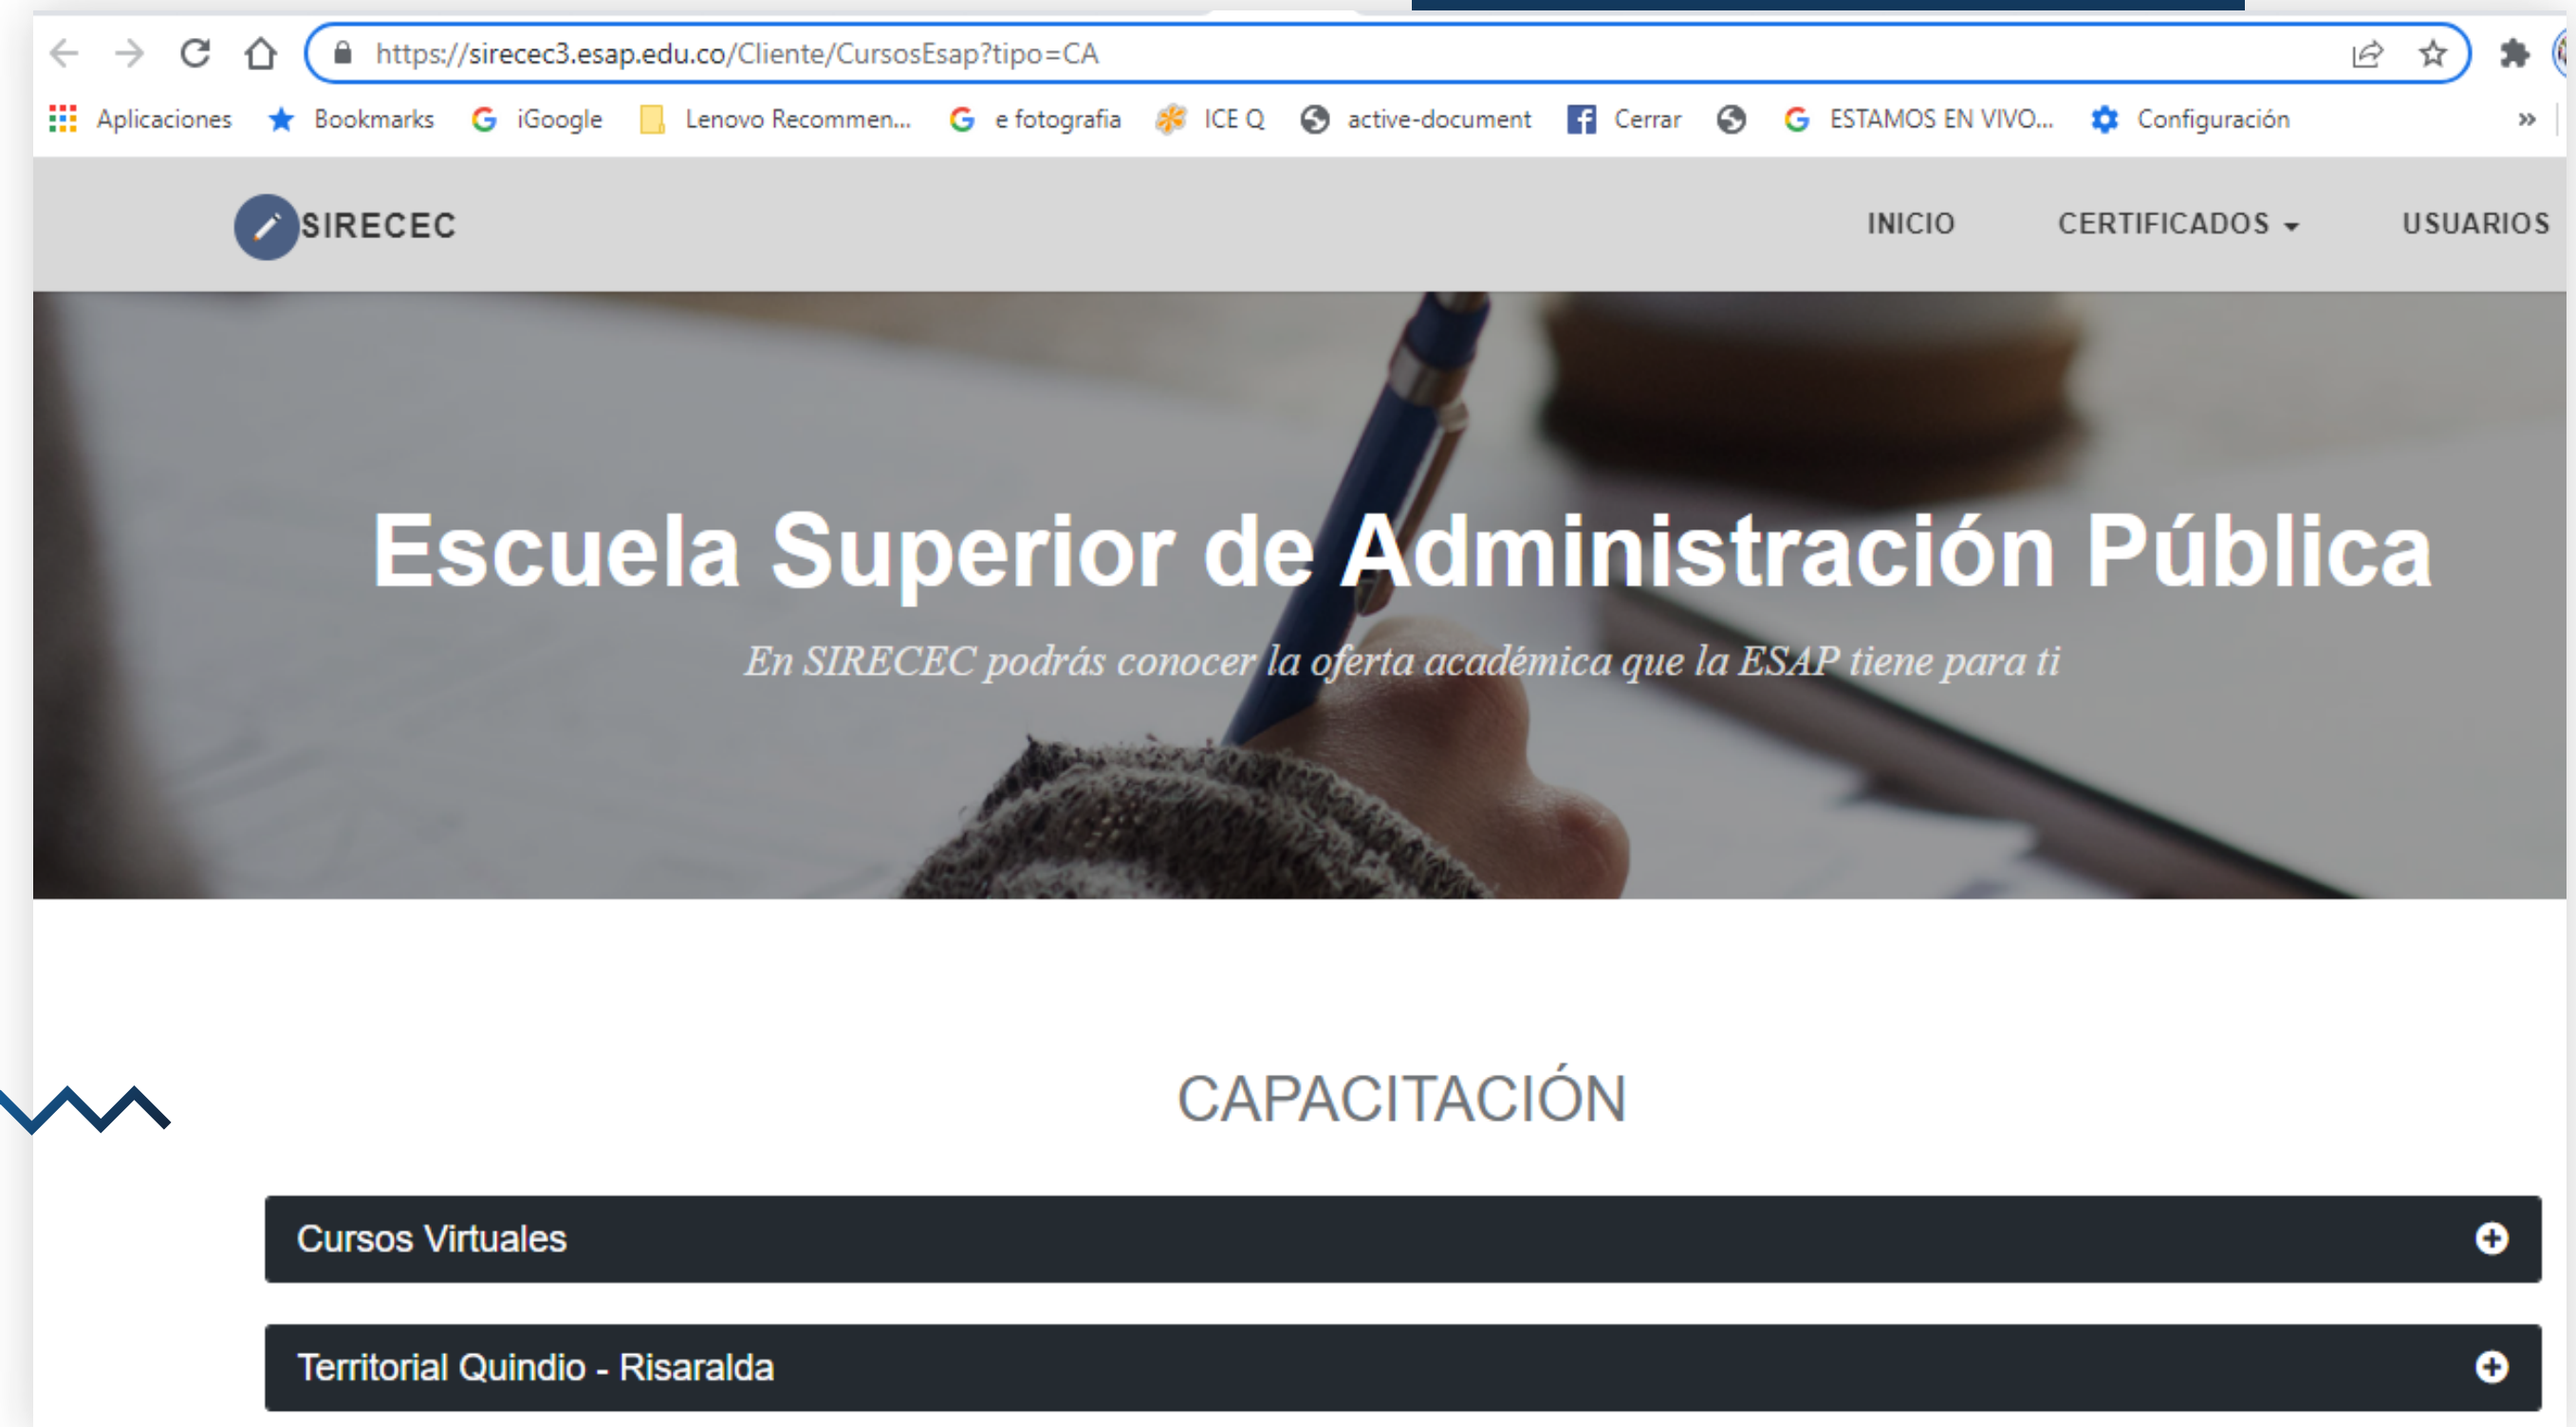 https://sirecec3.esap.edu.co/Cliente/CursosEsap?tipo=CA
Aplicaciones Bookmarks iGoogle Lenovo Recommen... e fotografia ICE Q active-document Cerrar ESTAMOS EN VIVO... Configuración »
SIRECEC INICIO CERTIFICADOS USUARIOS
Escuela Superior de Administración Pública
En SIRECEC podrás conocer la oferta académica que la ESAP tiene para ti
CAPACITACIÓN
Cursos Virtuales
Territorial Quindio - Risaralda